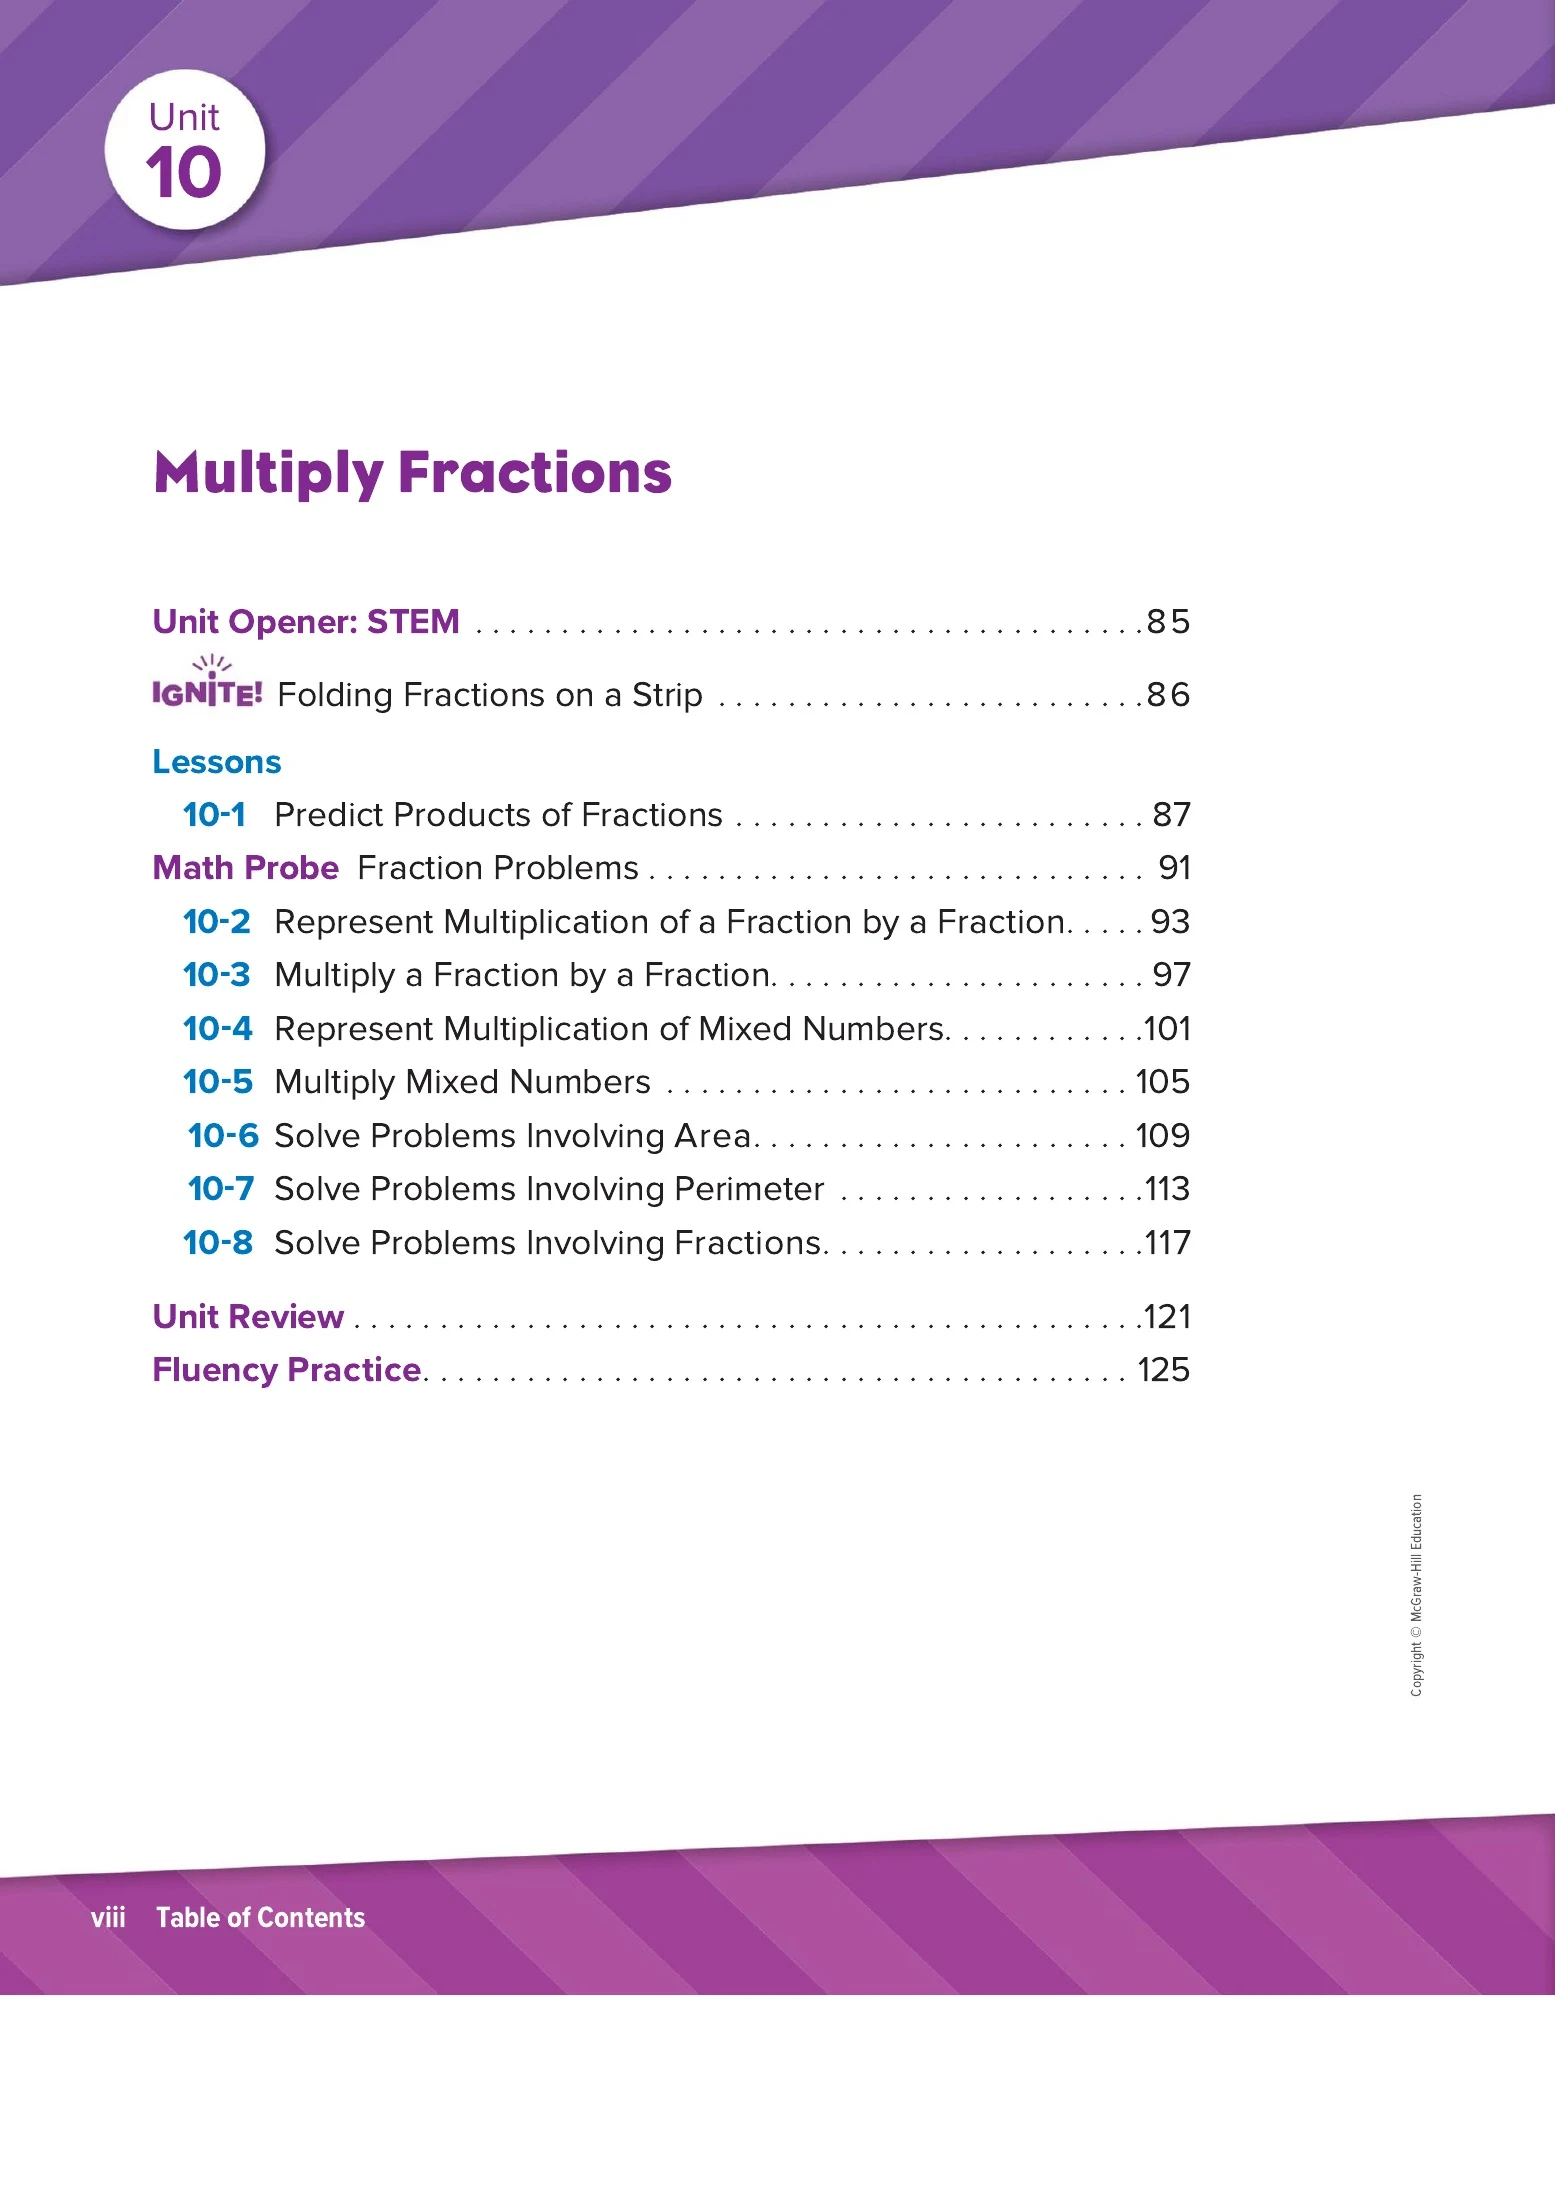 Unit
10
Multiply Fractions
Unit Opener: STEM . . . . . . . . . . . . . . . . . . . . . . . . . . . . . . . . . . . . . . .85
IGNITE! Folding Fractions on a Strip . . . . . . . . . . . . . . . . . . . . . . . . .86
Lessons
10-1 Predict Products of Fractions . . . . . . . . . . . . . . . . . . . . . . . . 87
Math Probe Fraction Problems . . . . . . . . . . . . . . . . . . . . . . . . . . . . . 91
10-2 Represent Multiplication of a Fraction by a Fraction. . . . . 93
10-3 Multiply a Fraction by a Fraction. . . . . . . . . . . . . . . . . . . . . . 97
10-4 Represent Multiplication of Mixed Numbers. . . . . . . . . . . .101
10-5 Multiply Mixed Numbers . . . . . . . . . . . . . . . . . . . . . . . . . . . 105
10-6 Solve Problems Involving Area. . . . . . . . . . . . . . . . . . . . . . 109
10-7 Solve Problems Involving Perimeter . . . . . . . . . . . . . . . . . .113
10-8 Solve Problems Involving Fractions. . . . . . . . . . . . . . . . . . .117
Unit Review . . . . . . . . . . . . . . . . . . . . . . . . . . . . . . . . . . . . . . . . . . . . . .121
Fluency Practice. . . . . . . . . . . . . . . . . . . . . . . . . . . . . . . . . . . . . . . . . 125
Copyright © McGraw-Hill Education
viii Table of Contents